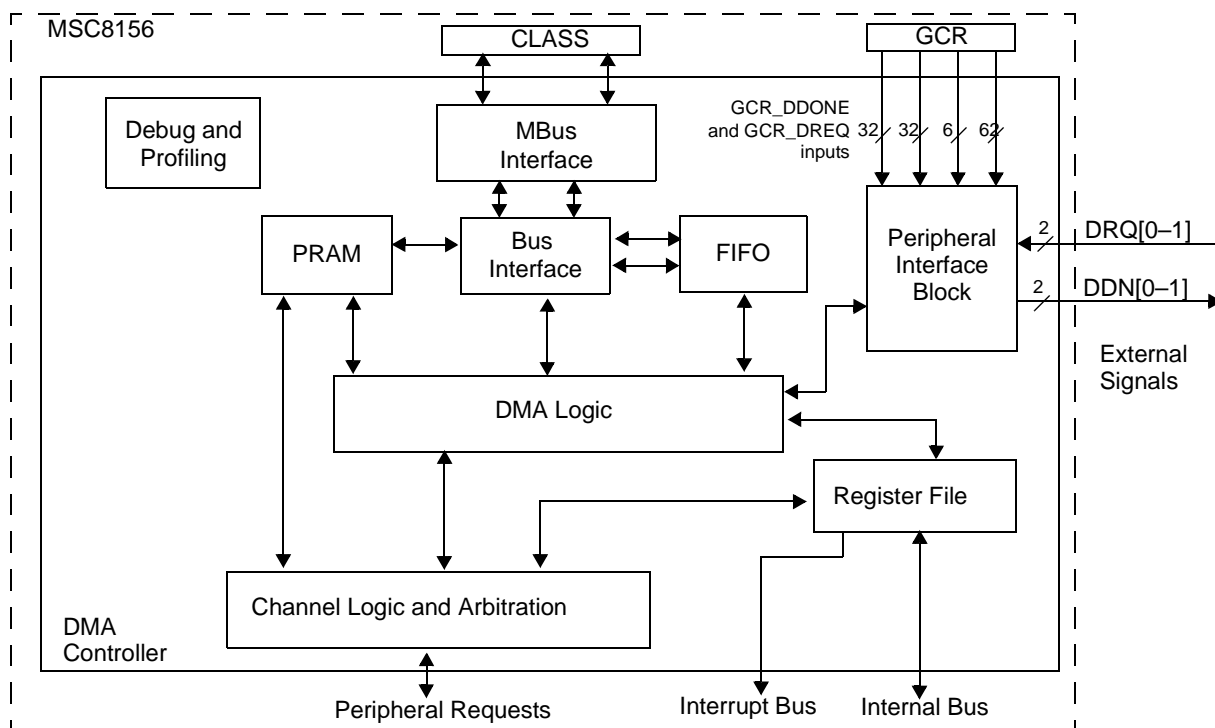 MSC8156
CLASS
GCR
Debug and
Profiling
MBus
Interface
GCR_DDONE
and GCR_DREQ
inputs
32
32
6
62
PRAM
Bus
Interface
FIFO
Peripheral
Interface
Block
2
DRQ[0–1]
2
DDN[0–1]
External
Signals
DMA Logic
Register File
Channel Logic and Arbitration
DMA
Controller
Peripheral Requests
Interrupt Bus
Internal Bus